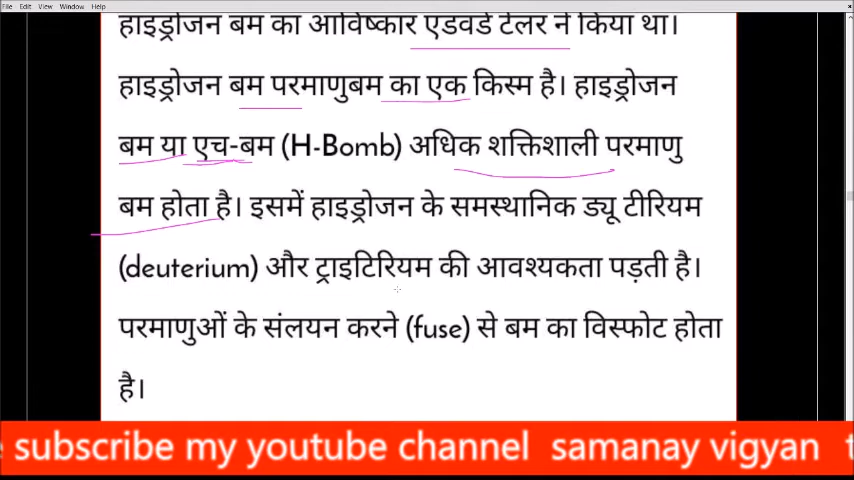 File Edit View Window Help
हाइड्रोजन बम का आविष्कार एडवर्ड टेलर ने किया था।
हाइड्रोजन बम परमाणुबम का एक किस्म है। हाइड्रोजन
बम या एच-बम (H-Bomb) अधिक शक्तिशाली परमाणु
बम होता है। इसमें हाइड्रोजन के समस्थानिक ड्यू टीरियम
(deuterium) और ट्राइटिरियम की आवश्यकता पड़ती है।
परमाणुओं के संलयन करने (fuse) से बम का विस्फोट होता
है।
subscribe my youtube channel samanay vigyan